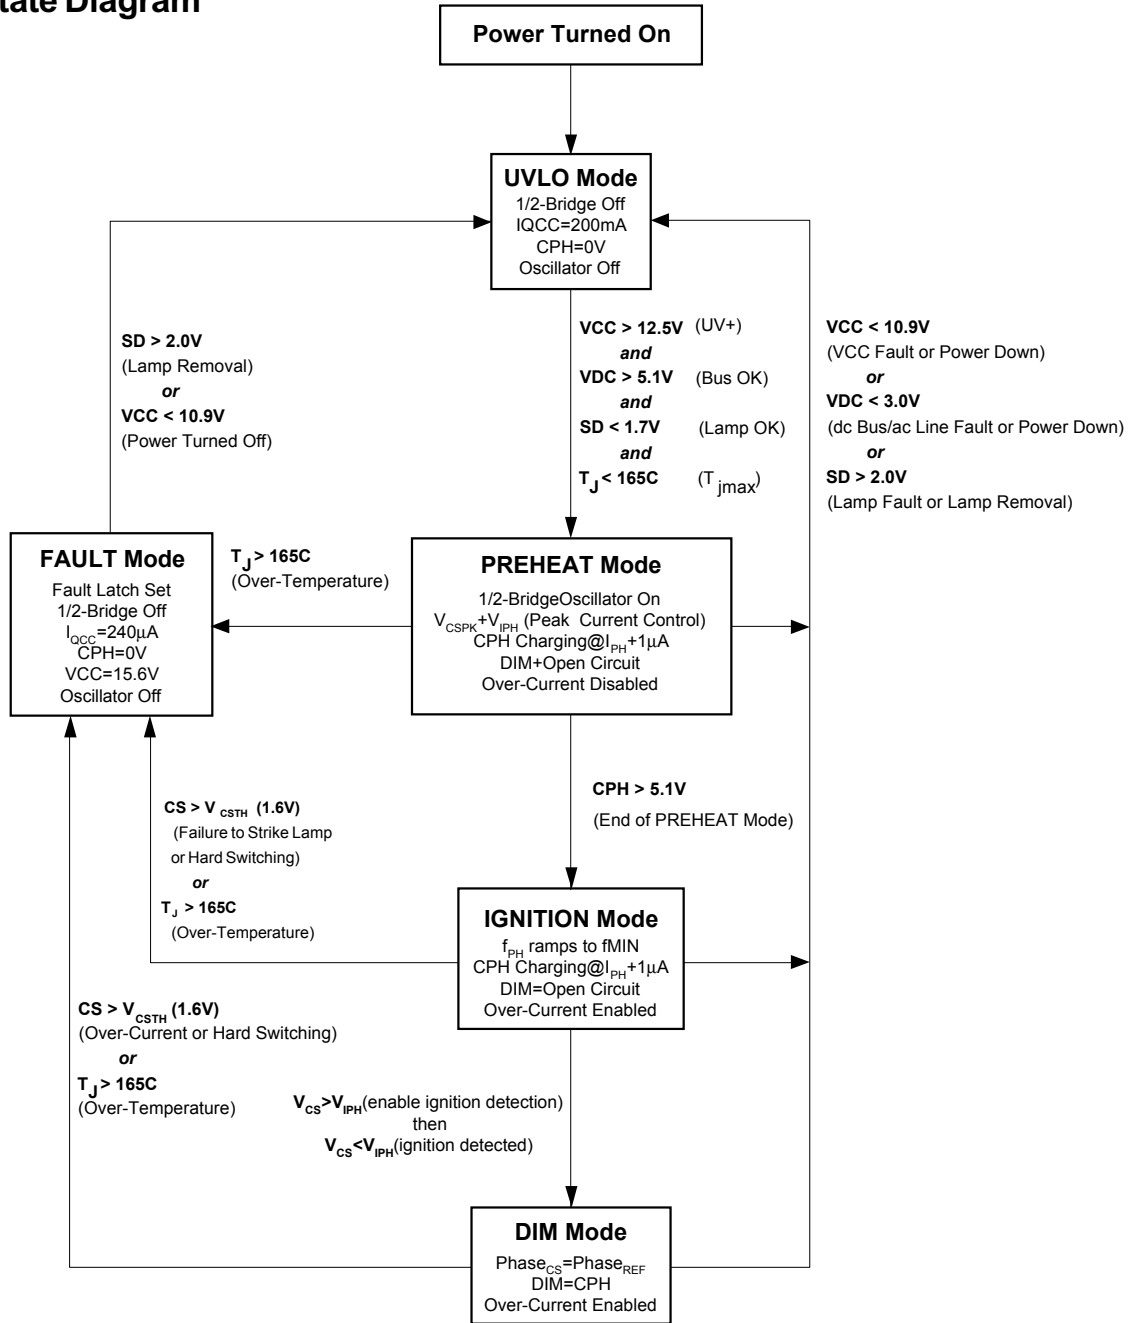 tate Diagram
Power Turned On
UVLO Mode
1/2-Bridge Off
IQCC=200mA
CPH=0V
Oscillator Off
SD > 2.0V
(Lamp Removal)
or
VCC < 10.9V
(Power Turned Off)
VCC > 12.5V (UV+)
and
VDC > 5.1V (Bus OK)
and
SD < 1.7V (Lamp OK)
and
TJ < 165C (Tjmax)
VCC < 10.9V
(VCC Fault or Power Down)
or
VDC < 3.0V
(dc Bus/ac Line Fault or Power Down)
or
SD > 2.0V
(Lamp Fault or Lamp Removal)
FAULT Mode
Fault Latch Set
1/2-Bridge Off
IQCC=240µA
CPH=0V
VCC=15.6V
Oscillator Off
TJ > 165C
(Over-Temperature)
PREHEAT Mode
1/2-BridgeOscillator On
VCSPK+VIPH (Peak Current Control)
CPH Charging@IPH+1µA
DIM+Open Circuit
Over-Current Disabled
CPH > 5.1V
(End of PREHEAT Mode)
CS > VCSTH (1.6V)
(Failure to Strike Lamp
or Hard Switching)
or
TJ > 165C
(Over-Temperature)
IGNITION Mode
fPH ramps to fMIN
CPH Charging@IPH+1µA
DIM=Open Circuit
Over-Current Enabled
CS > VCSTH (1.6V)
(Over-Current or Hard Switching)
or
TJ > 165C
(Over-Temperature)
VCS>VIPH(enable ignition detection)
then
VCS<VIPH(ignition detected)
DIM Mode
PhaseCS=PhaseREF
DIM=CPH
Over-Current Enabled